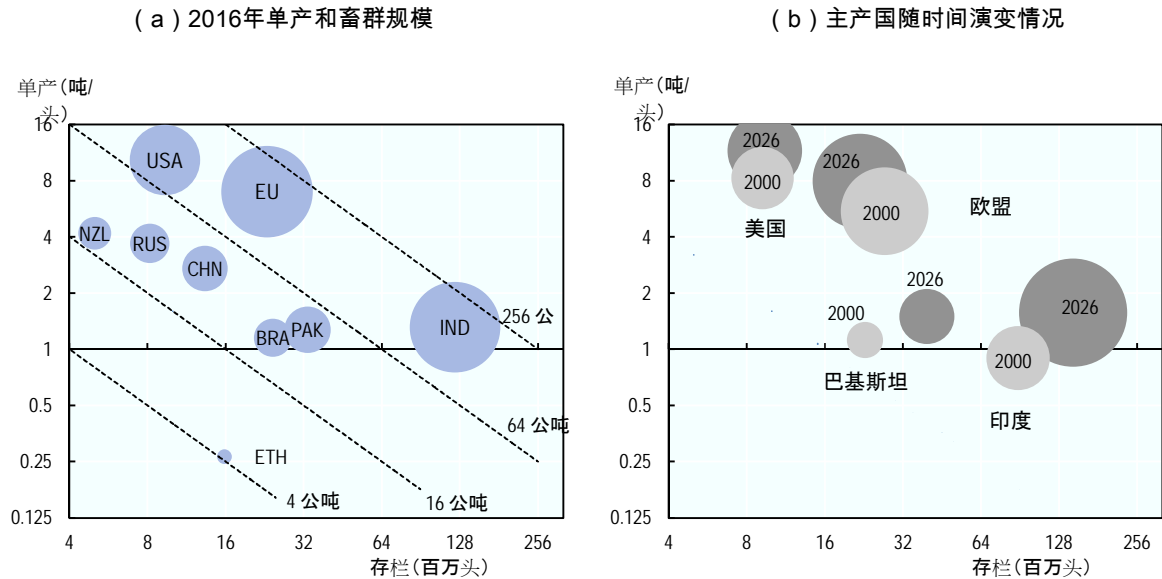 (a) 2016年单产和畜群规模
单产(吨/
头)
16
8
4
2
1
0.5
0.25
0.125
USA
EU
NZL
RUS
CHN
BRA
PAK
IND
ETH
256 公
64 公吨
16 公吨
4 公吨
4
8
16
32
64
128
256
存栏(百万头)
(b) 主产国随时间演变情况
单产(吨/
头)
16
8
4
2
1
0.5
0.25
0.125
2026
2000
美国
2026
2000
欧盟
2026
2000
巴基斯坦
2026
2000
印度
4
8
16
32
64
128
256
存栏(百万头)